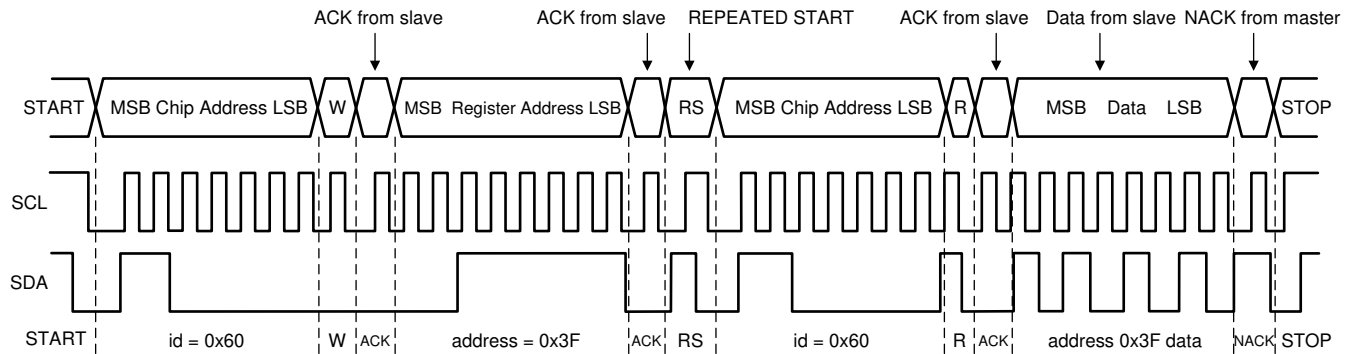 ACK from slave ACK from slave REPEATED START ACK from slave Data from slave NACK from master
START MSB Chip Address LSB W MSB Register Address LSB RS MSB Chip Address LSB R MSB Data LSB STOP
SCL
SDA
START id = 0x60 W ACK address = 0x3F ACK RS id = 0x60 R ACK address 0x3F data NACK STOP